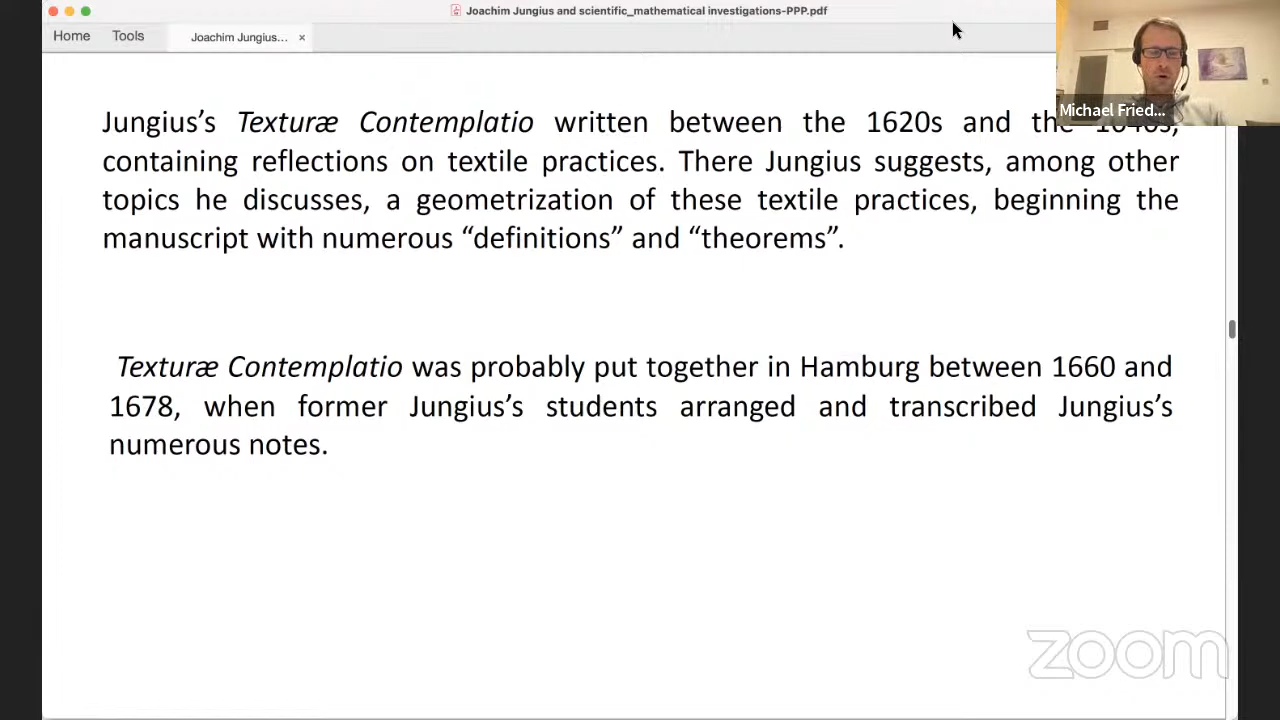 Joachim Jungius and scientific_mathematical investigations-PPP.pdf
Home Tools Joachim Jungius... ×
Michael Fried...
Jungius’s Texturæ Contemplatio written between the 1620s and the 1640s,
containing reflections on textile practices. There Jungius suggests, among other
topics he discusses, a geometrization of these textile practices, beginning the
manuscript with numerous “definitions” and “theorems”.
Texturæ Contemplatio was probably put together in Hamburg between 1660 and
1678, when former Jungius’s students arranged and transcribed Jungius’s
numerous notes.
zoom